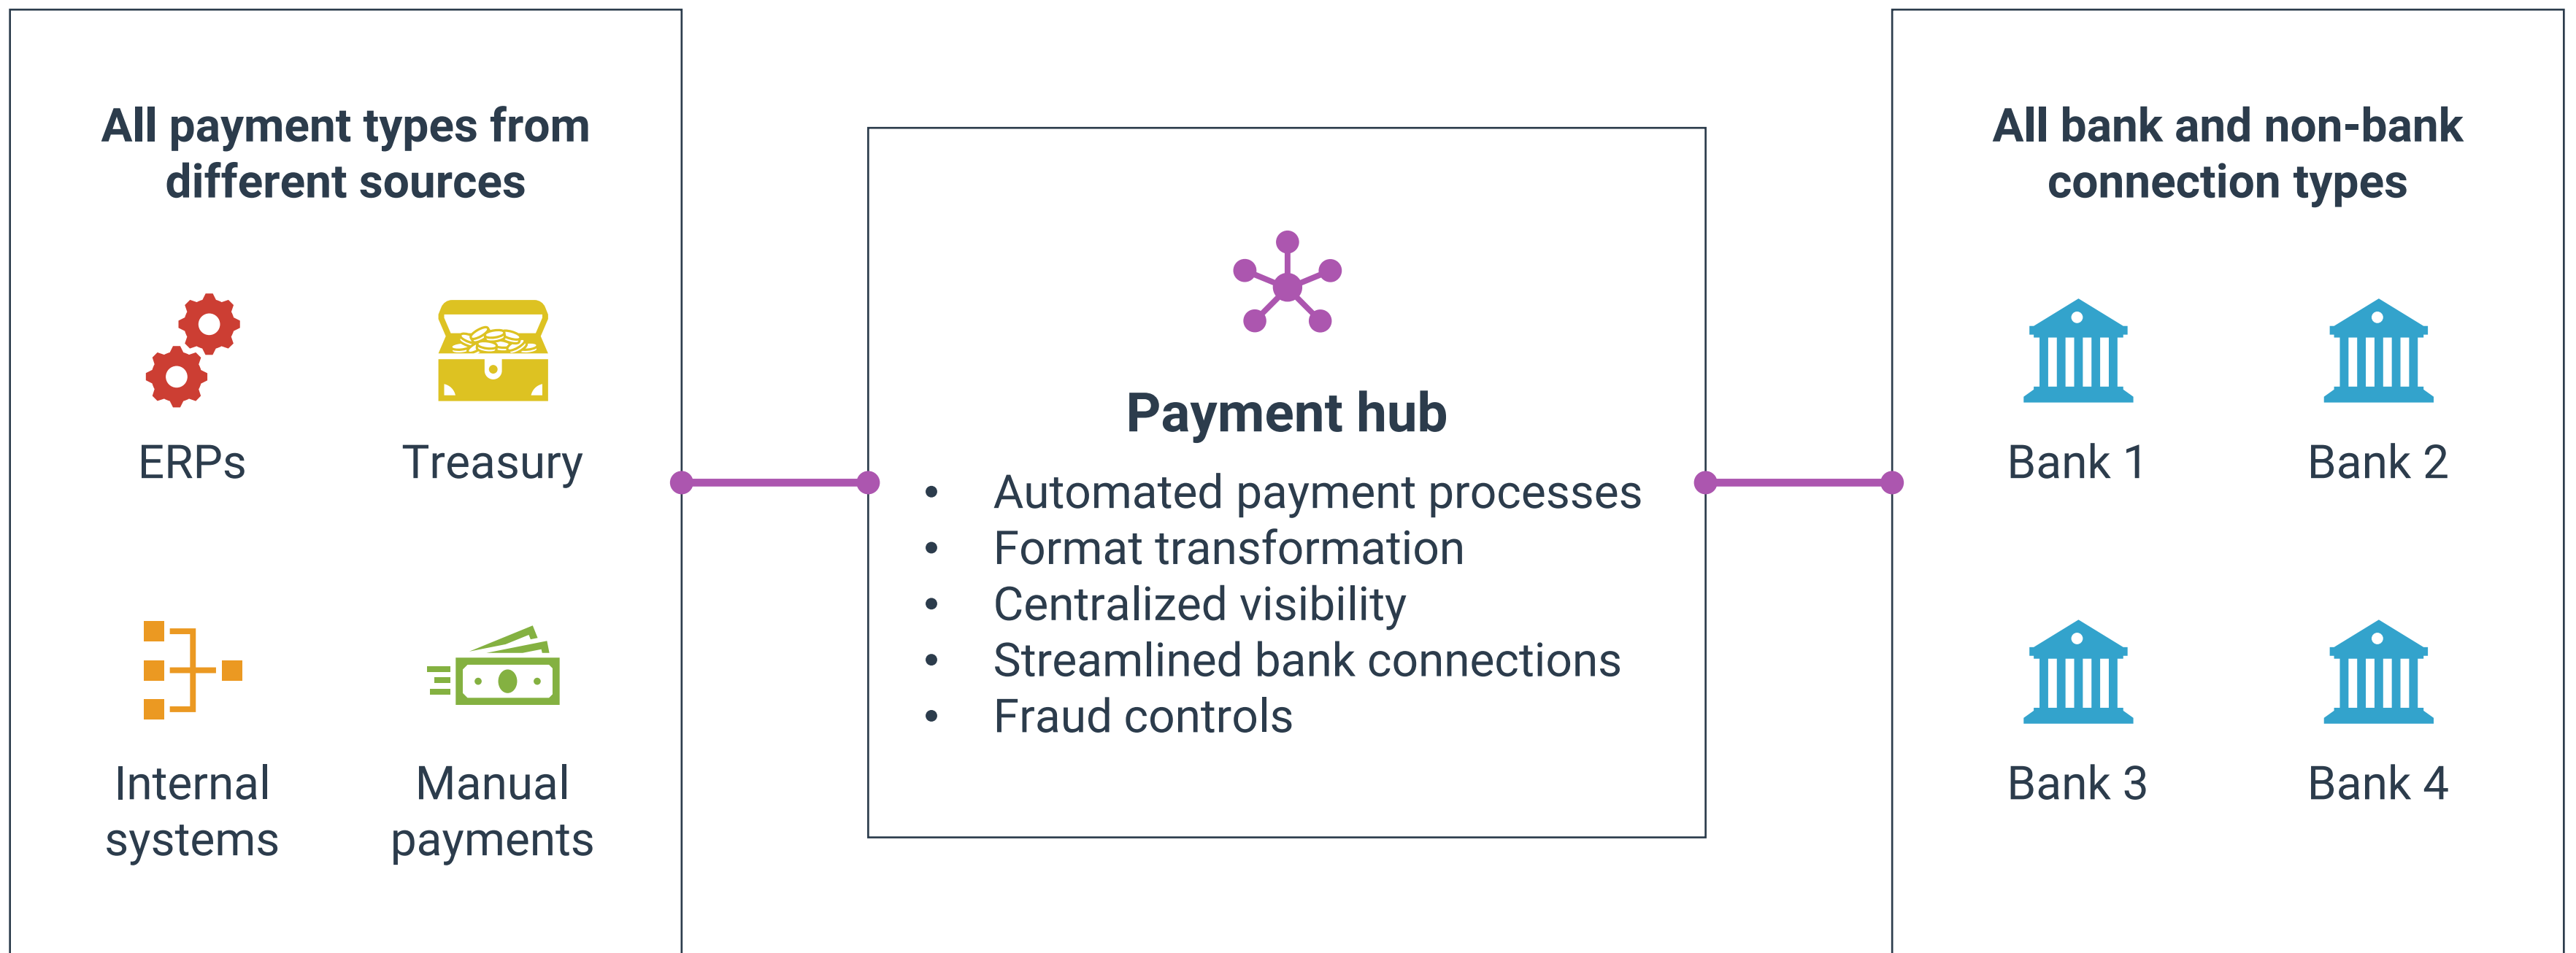 All payment types from
different sources
ERPs
Treasury
Internal
systems
Manual
payments
Payment hub
• Automated payment processes
• Format transformation
• Centralized visibility
• Streamlined bank connections
• Fraud controls
All bank and non-bank
connection types
Bank 1
Bank 2
Bank 3
Bank 4